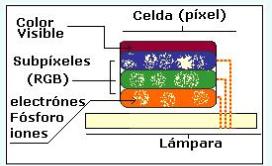 Celda (píxel)
Color
Visible
Subpíxeles
(RGB)
electrónes
Fósforo
iones
Lámpara